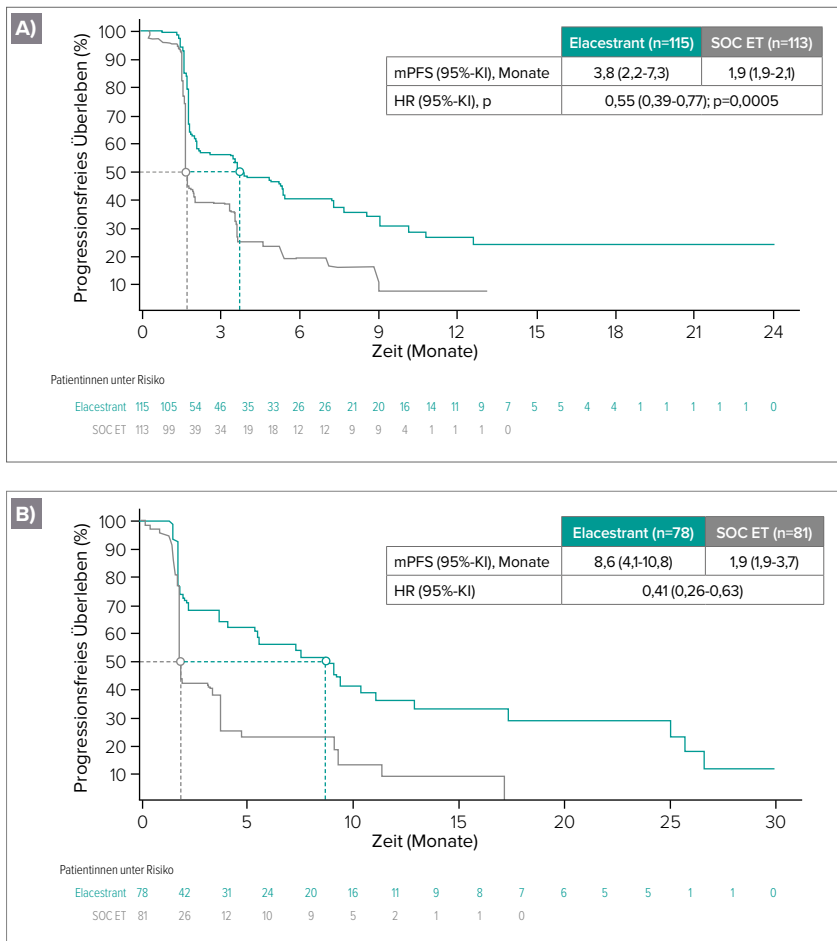 A)
Progressionsfreies Überleben (%)
100
90
80
70
60
50
40
30
20
10
Elacestrant (n=115) SOC ET (n=113)
mPFS (95%-KI), Monate 3,8 (2,2-7,3) 1,9 (1,9-2,1)
HR (95%-KI), p 0,55 (0,39-0,77); p=0,0005
0 3 6 9 12 15 18 21 24
Zeit (Monate)
Patientinnen unter Risiko
Elacestrant 115 105 54 46 35 33 26 26 21 20 16 14 11 9 7 5 5 4 4 1 1 1 1 1 0
SOC ET 113 99 39 34 19 18 12 12 9 9 4 1 1 1 0
B)
Progressionsfreies Überleben (%)
100
90
80
70
60
50
40
30
20
10
Elacestrant (n=78) SOC ET (n=81)
mPFS (95%-KI), Monate 8,6 (4,1-10,8) 1,9 (1,9-3,7)
HR (95%-KI) 0,41 (0,26-0,63)
0 5 10 15 20 25 30
Zeit (Monate)
Patientinnen unter Risiko
Elacestrant 78 42 31 24 20 16 11 9 8 7 6 5 5 1 1 0
SOC ET 81 26 12 10 9 5 2 1 1 0